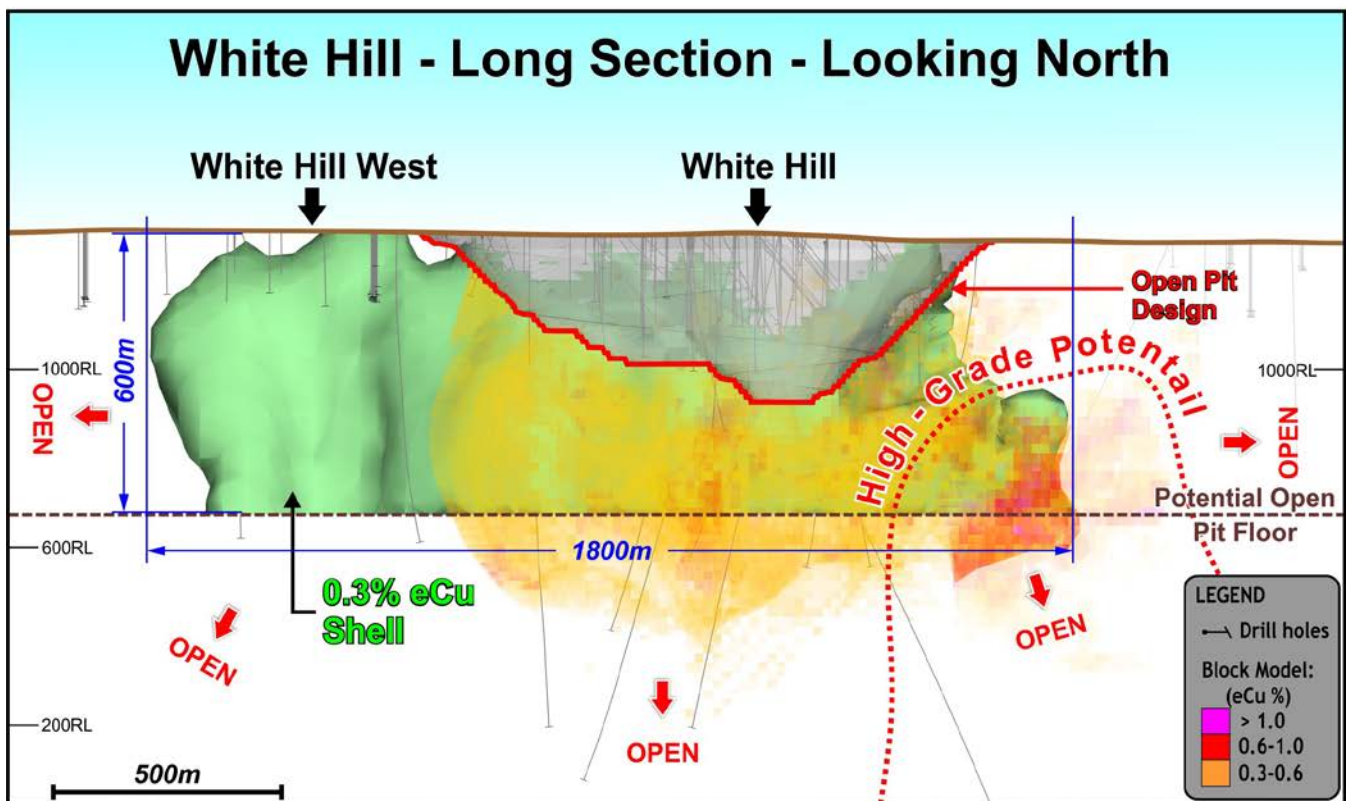 White Hill - Long Section - Looking North
White Hill West
White Hill
Open Pit
Design
600m
1000RL
1000RL
High - Grade Potentail
OPEN
OPEN
Potential Open
Pit Floor
600RL
1800m
0.3% eCu
Shell
OPEN
OPEN
OPEN
200RL
500m
LEGEND
Drill holes
Block Model:
(eCu %)
> 1.0
0.6-1.0
0.3-0.6